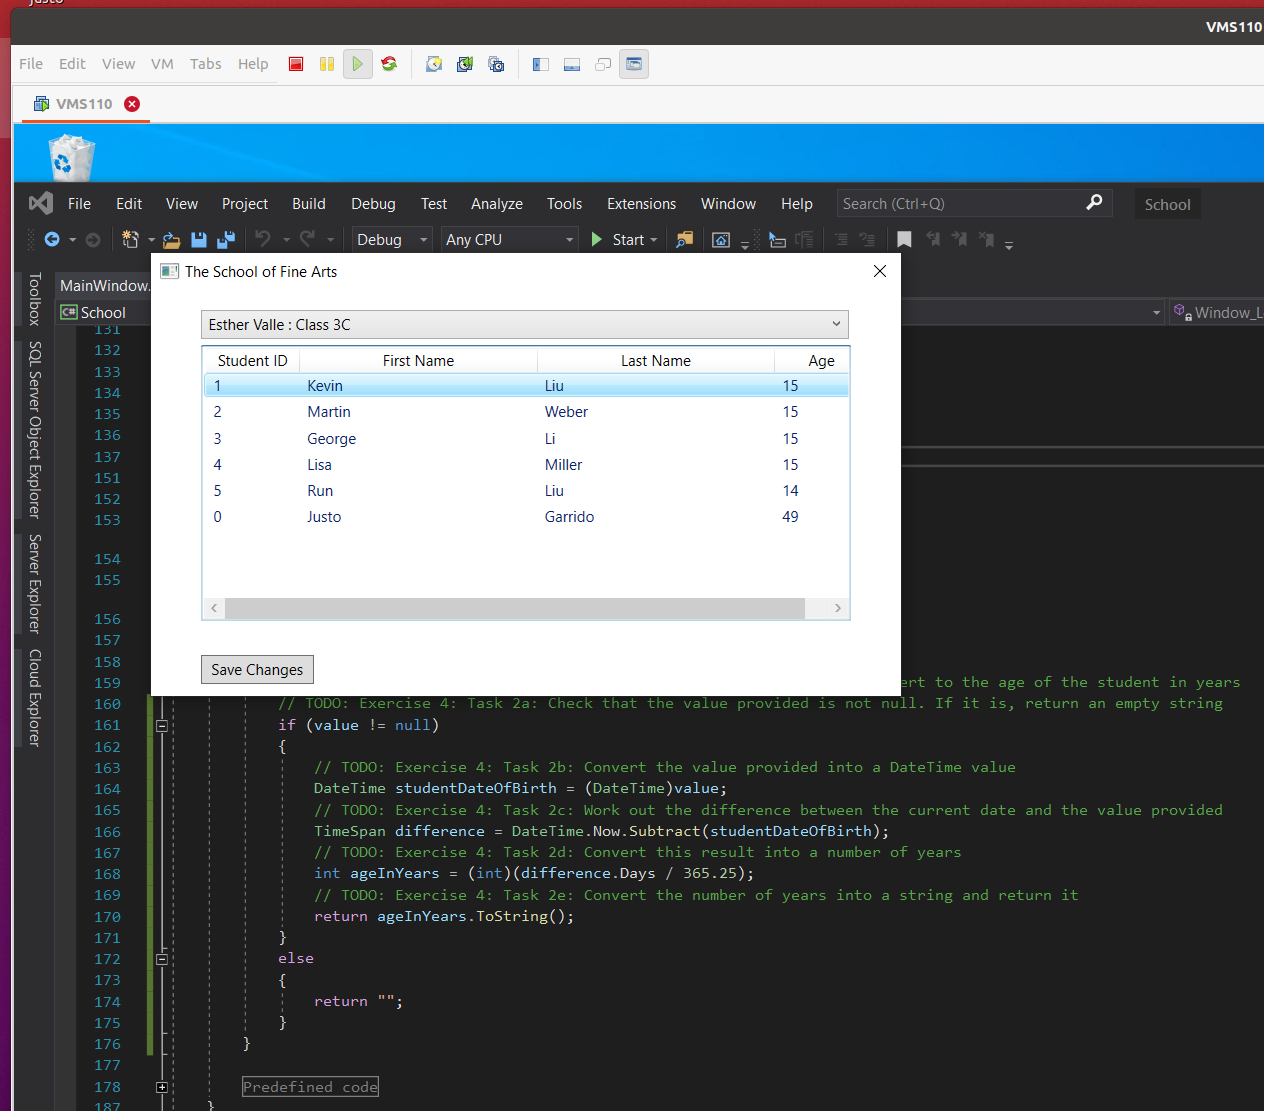 justo
VMS110
File Edit View VM Tabs Help
VMS110
File Edit View Project Build Debug Test Analyze Tools Extensions Window Help Search (Ctrl+Q) School
Debug Any CPU Start
Toolbox
SQL Server Object Explorer
Server Explorer
Cloud Explorer
MainWindow.
C# School
Window_L
The School of Fine Arts
Esther Valle : Class 3C
Student ID First Name Last Name Age
1 Kevin Liu 15
2 Martin Weber 15
3 George Li 15
4 Lisa Miller 15
5 Run Liu 14
0 Justo Garrido 49
Save Changes
131
132
133
134
135
136
137
151
152
153
154
155
156
157
158
159 ert to the age of the student in years
160 // TODO: Exercise 4: Task 2a: Check that the value provided is not null. If it is, return an empty string
161 if (value != null)
162 {
163 // TODO: Exercise 4: Task 2b: Convert the value provided into a DateTime value
164 DateTime studentDateOfBirth = (DateTime)value;
165 // TODO: Exercise 4: Task 2c: Work out the difference between the current date and the value provided
166 TimeSpan difference = DateTime.Now.Subtract(studentDateOfBirth);
167 // TODO: Exercise 4: Task 2d: Convert this result into a number of years
168 int ageInYears = (int)(difference.Days / 365.25);
169 // TODO: Exercise 4: Task 2e: Convert the number of years into a string and return it
170 return ageInYears.ToString();
171 }
172 else
173 {
174 return "";
175 }
176 }
177
178 Predefined code
187 }